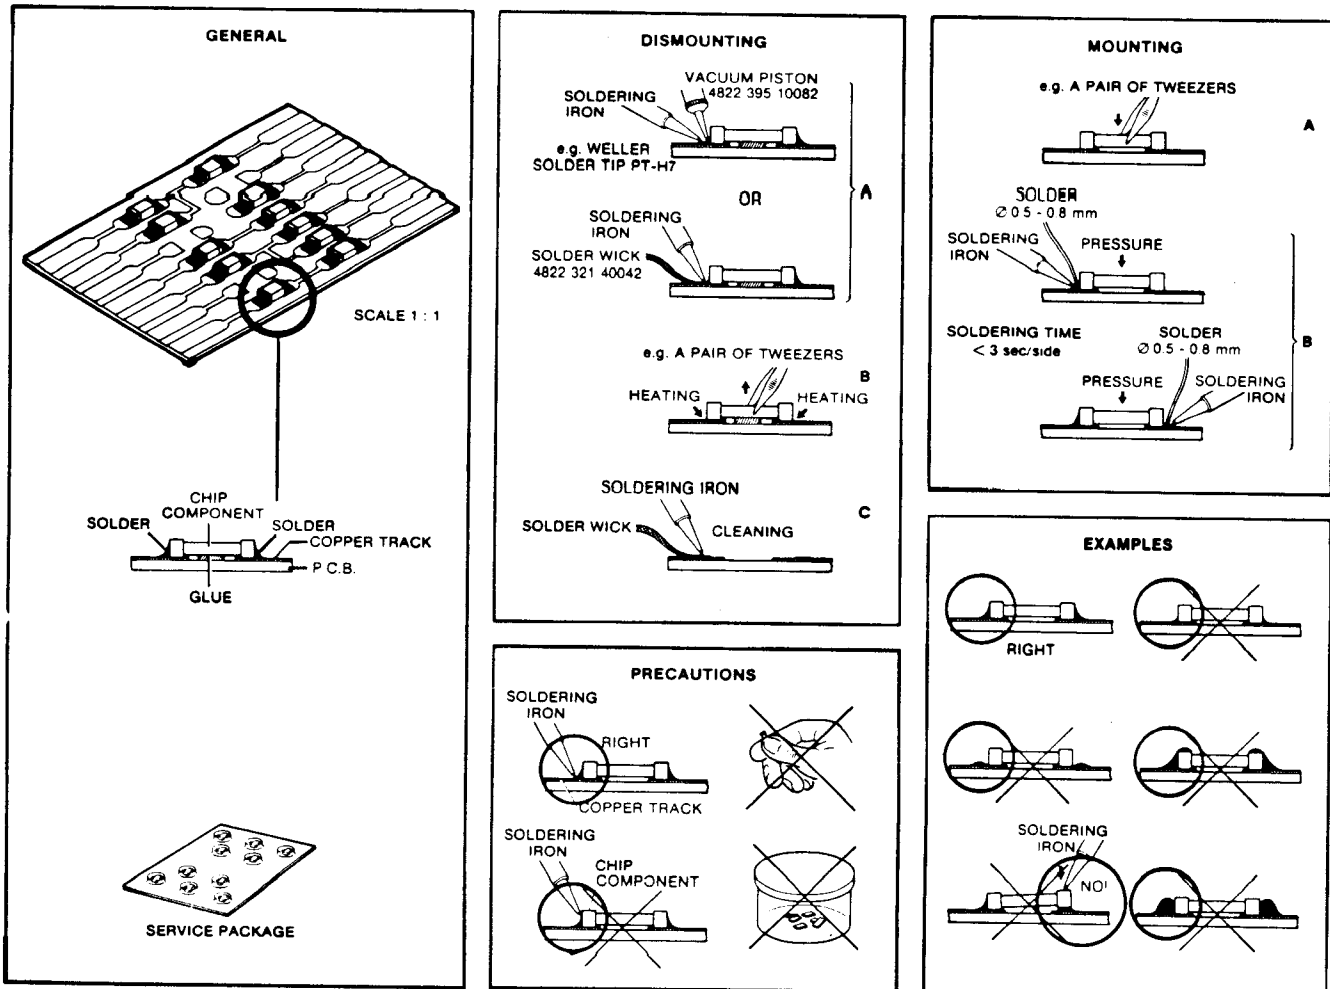 GENERAL
SCALE 1 : 1
CHIP
COMPONENT
SOLDER
SOLDER
COPPER TRACK
P.C.B.
GLUE
SERVICE PACKAGE
DISMOUNTING
VACUUM PISTON
4822 395 10082
SOLDERING
IRON
e.g. WELLER
SOLDER TIP PT-H7
A
OR
SOLDERING
IRON
SOLDER WICK
4822 321 40042
e.g. A PAIR OF TWEEZERS
B
HEATING
HEATING
SOLDERING IRON
C
SOLDER WICK
CLEANING
PRECAUTIONS
SOLDERING
IRON
RIGHT
COPPER TRACK
SOLDERING
IRON
CHIP
COMPONENT
MOUNTING
e.g. A PAIR OF TWEEZERS
A
SOLDER
Ø 0.5 - 0.8 mm
SOLDERING
IRON
PRESSURE
SOLDERING TIME
< 3 sec/side
SOLDER
Ø 0.5 - 0.8 mm
B
PRESSURE
SOLDERING
IRON
EXAMPLES
RIGHT
SOLDERING
IRON
NO!